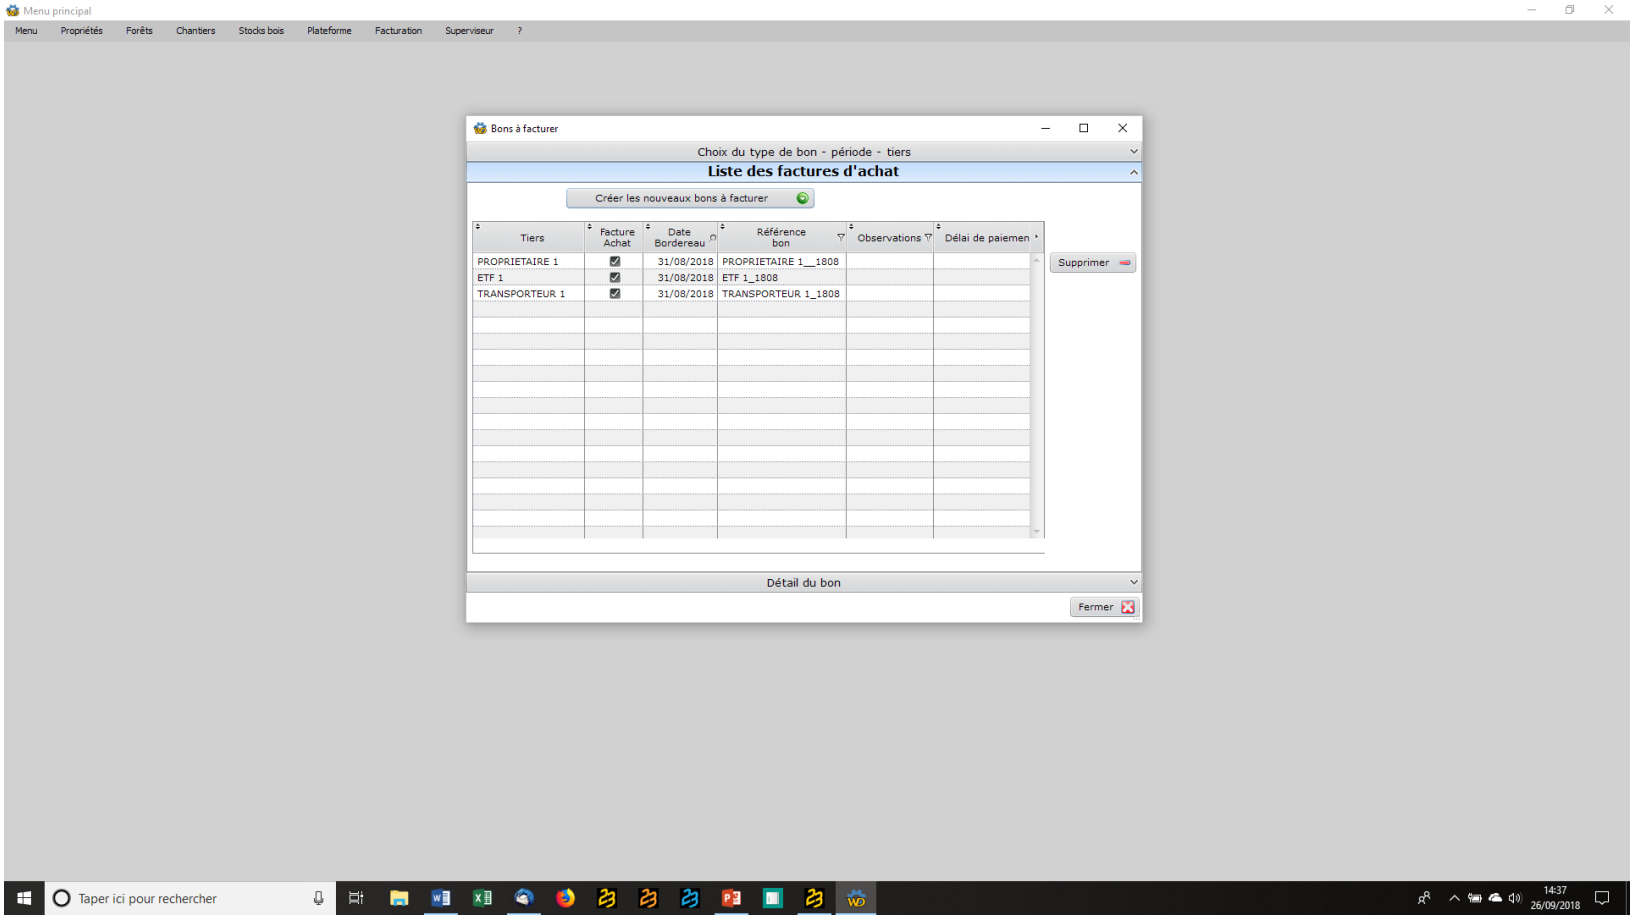 Menu principal
Menu Propriétés Forêts Chantiers Stocks bois Plateforme Facturation Superviseur ?
Bons à facturer
Choix du type de bon - période - tiers
Liste des factures d'achat
Créer les nouveaux bons à facturer
Tiers Facture Achat Date Bordereau Référence bon Observations Délai de paiemen
PROPRIETAIRE 1 31/08/2018 PROPRIETAIRE 1__1808
Supprimer
ETF 1 31/08/2018 ETF 1_1808
TRANSPORTEUR 1 31/08/2018 TRANSPORTEUR 1_1808
Détail du bon
Fermer
Taper ici pour rechercher
14:37
26/09/2018